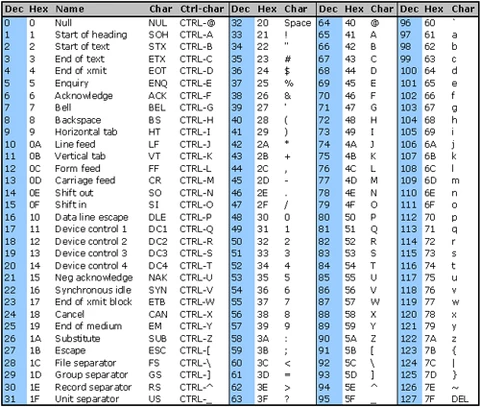 Dec Hex Name Char Ctrl-char Dec Hex Char Dec Hex Char Dec Hex Char
0 0 Null NUL CTRL-@ 32 20 Space 64 40 @ 96 60 `
1 1 Start of heading SOH CTRL-A 33 21 ! 65 41 A 97 61 a
2 2 Start of text STX CTRL-B 34 22 " 66 42 B 98 62 b
3 3 End of text ETX CTRL-C 35 23 # 67 43 C 99 63 c
4 4 End of xmit EOT CTRL-D 36 24 $ 68 44 D 100 64 d
5 5 Enquiry ENQ CTRL-E 37 25 % 69 45 E 101 65 e
6 6 Acknowledge ACK CTRL-F 38 26 & 70 46 F 102 66 f
7 7 Bell BEL CTRL-G 39 27 ' 71 47 G 103 67 g
8 8 Backspace BS CTRL-H 40 28 ( 72 48 H 104 68 h
9 9 Horizontal tab HT CTRL-I 41 29 ) 73 49 I 105 69 i
10 0A Line feed LF CTRL-J 42 2A * 74 4A J 106 6A j
11 0B Vertical tab VT CTRL-K 43 2B + 75 4B K 107 6B k
12 0C Form feed FF CTRL-L 44 2C , 76 4C L 108 6C l
13 0D Carriage feed CR CTRL-M 45 2D - 77 4D M 109 6D m
14 0E Shift out SO CTRL-N 46 2E . 78 4E N 110 6E n
15 0F Shift in SI CTRL-O 47 2F / 79 4F O 111 6F o
16 10 Data line escape DLE CTRL-P 48 30 0 80 50 P 112 70 p
17 11 Device control 1 DC1 CTRL-Q 49 31 1 81 51 Q 113 71 q
18 12 Device control 2 DC2 CTRL-R 50 32 2 82 52 R 114 72 r
19 13 Device control 3 DC3 CTRL-S 51 33 3 83 53 S 115 73 s
20 14 Device control 4 DC4 CTRL-T 52 34 4 84 54 T 116 74 t
21 15 Neg acknowledge NAK CTRL-U 53 35 5 85 55 U 117 75 u
22 16 Synchronous idle SYN CTRL-V 54 36 6 86 56 V 118 76 v
23 17 End of xmit block ETB CTRL-W 55 37 7 87 57 W 119 77 w
24 18 Cancel CAN CTRL-X 56 38 8 88 58 X 120 78 x
25 19 End of medium EM CTRL-Y 57 39 9 89 59 Y 121 79 y
26 1A Substitute SUB CTRL-Z 58 3A : 90 5A Z 122 7A z
27 1B Escape ESC CTRL-[ 59 3B ; 91 5B [ 123 7B {
28 1C File separator FS CTRL-\ 60 3C < 92 5C \ 124 7C |
29 1D Group separator GS CTRL-] 61 3D = 93 5D ] 125 7D }
30 1E Record separator RS CTRL-^ 62 3E > 94 5E ^ 126 7E ~
31 1F Unit separator US CTRL-_ 63 3F ? 95 5F _ 127 7F DEL